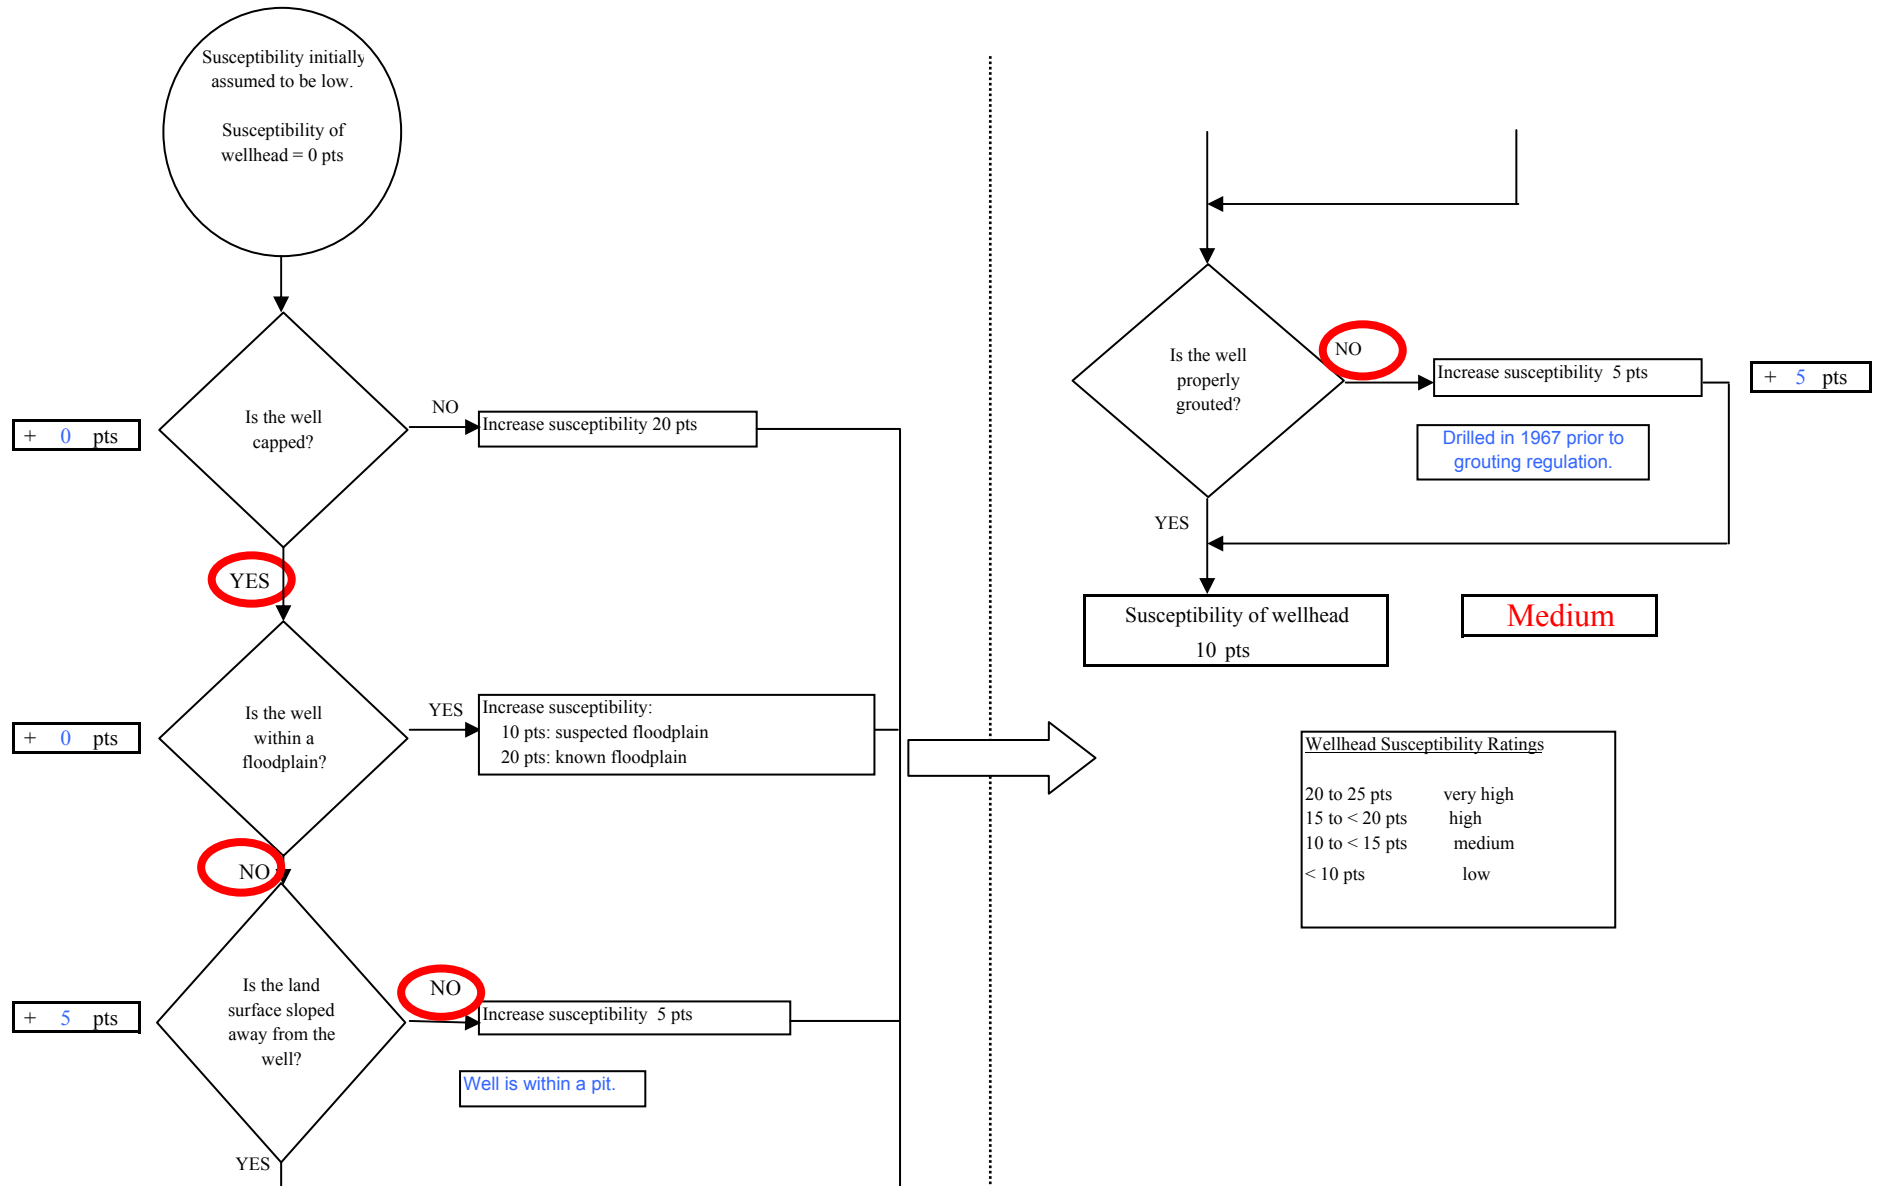 Susceptibility initially
assumed to be low.
Susceptibility of
wellhead = 0 pts
Is the well
capped?
NO
Increase susceptibility 20 pts
+ 0 pts
YES
Is the well
within a
floodplain?
YES
Increase susceptibility:
10 pts: suspected floodplain
20 pts: known floodplain
+ 0 pts
NO
Is the land
surface sloped
away from the
well?
NO
Increase susceptibility 5 pts
+ 5 pts
Well is within a pit.
YES
Is the well
properly
grouted?
NO
Increase susceptibility 5 pts
+ 5 pts
Drilled in 1967 prior to
grouting regulation.
YES
Susceptibility of wellhead
10 pts
Medium
Wellhead Susceptibility Ratings
20 to 25 pts very high
15 to < 20 pts high
10 to < 15 pts medium
< 10 pts low